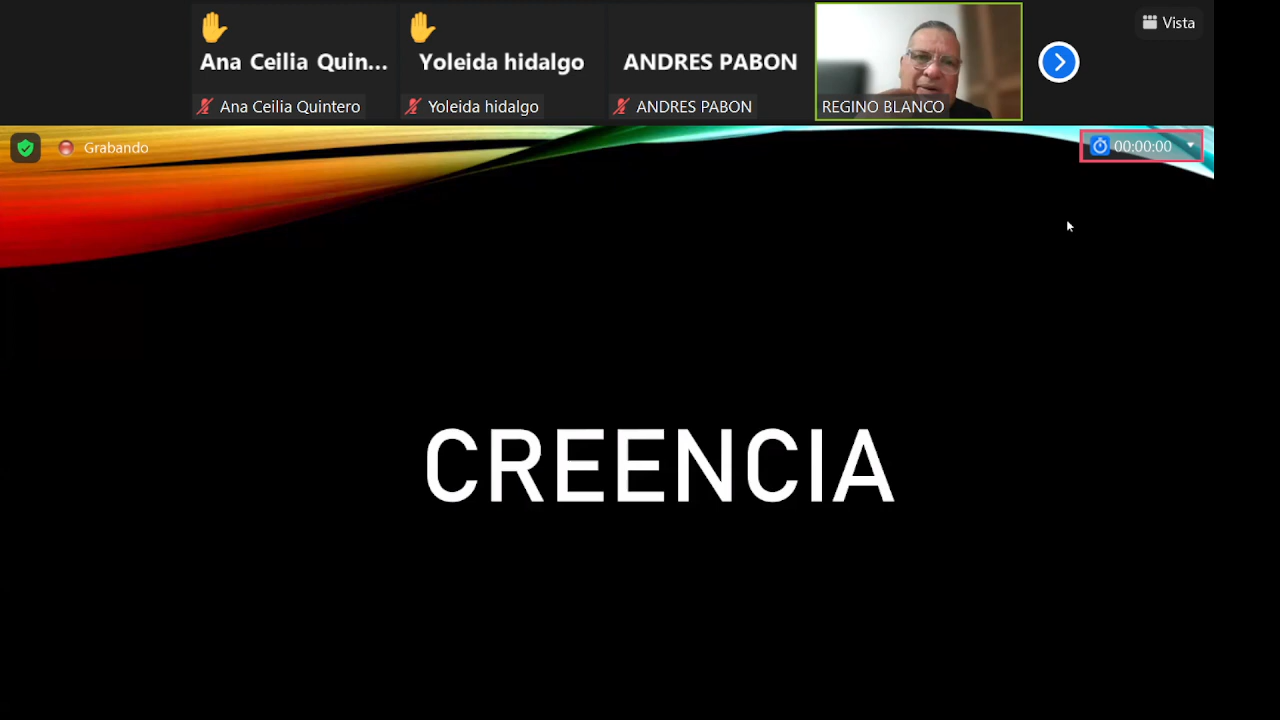 Ana Ceilia Quin...
Yoleida hidalgo
ANDRES PABON
Vista
Ana Ceilia Quintero
Yoleida hidalgo
ANDRES PABON
REGINO BLANCO
Grabando
00:00:00
CREENCIA